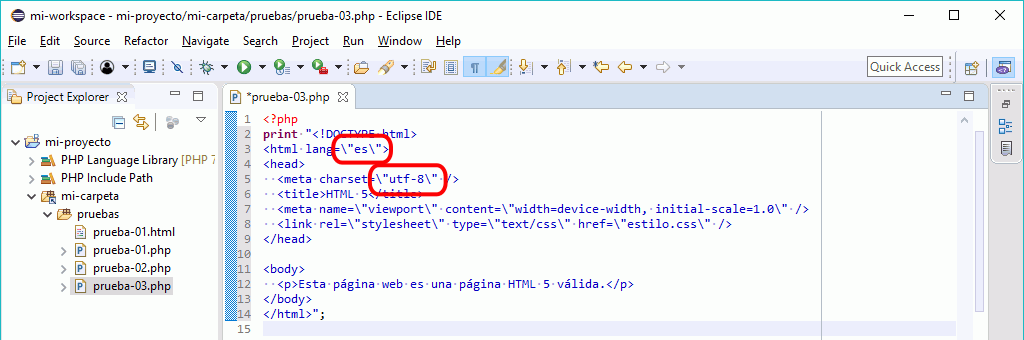 mi-workspace - mi-proyecto/mi-carpeta/pruebas/prueba-03.php - Eclipse IDE
File Edit Source Refactor Navigate Search Project Run Window Help
Quick Access
Project Explorer
*prueba-03.php
mi-proyecto
PHP Language Library [PHP 7
PHP Include Path
mi-carpeta
pruebas
prueba-01.html
prueba-01.php
prueba-02.php
prueba-03.php
1 <?php
2 print "<!DOCTYPE html>
3 <html lang=\"es\">
4 <head>
5 <meta charset=\"utf-8\" />
6 <title>HTML 5</title>
7 <meta name=\"viewport\" content=\"width=device-width, initial-scale=1.0\" />
8 <link rel=\"stylesheet\" type=\"text/css\" href=\"estilo.css\" />
9 </head>
10
11 <body>
12 <p>Esta página web es una página HTML 5 válida.</p>
13 </body>
14 </html>";
15